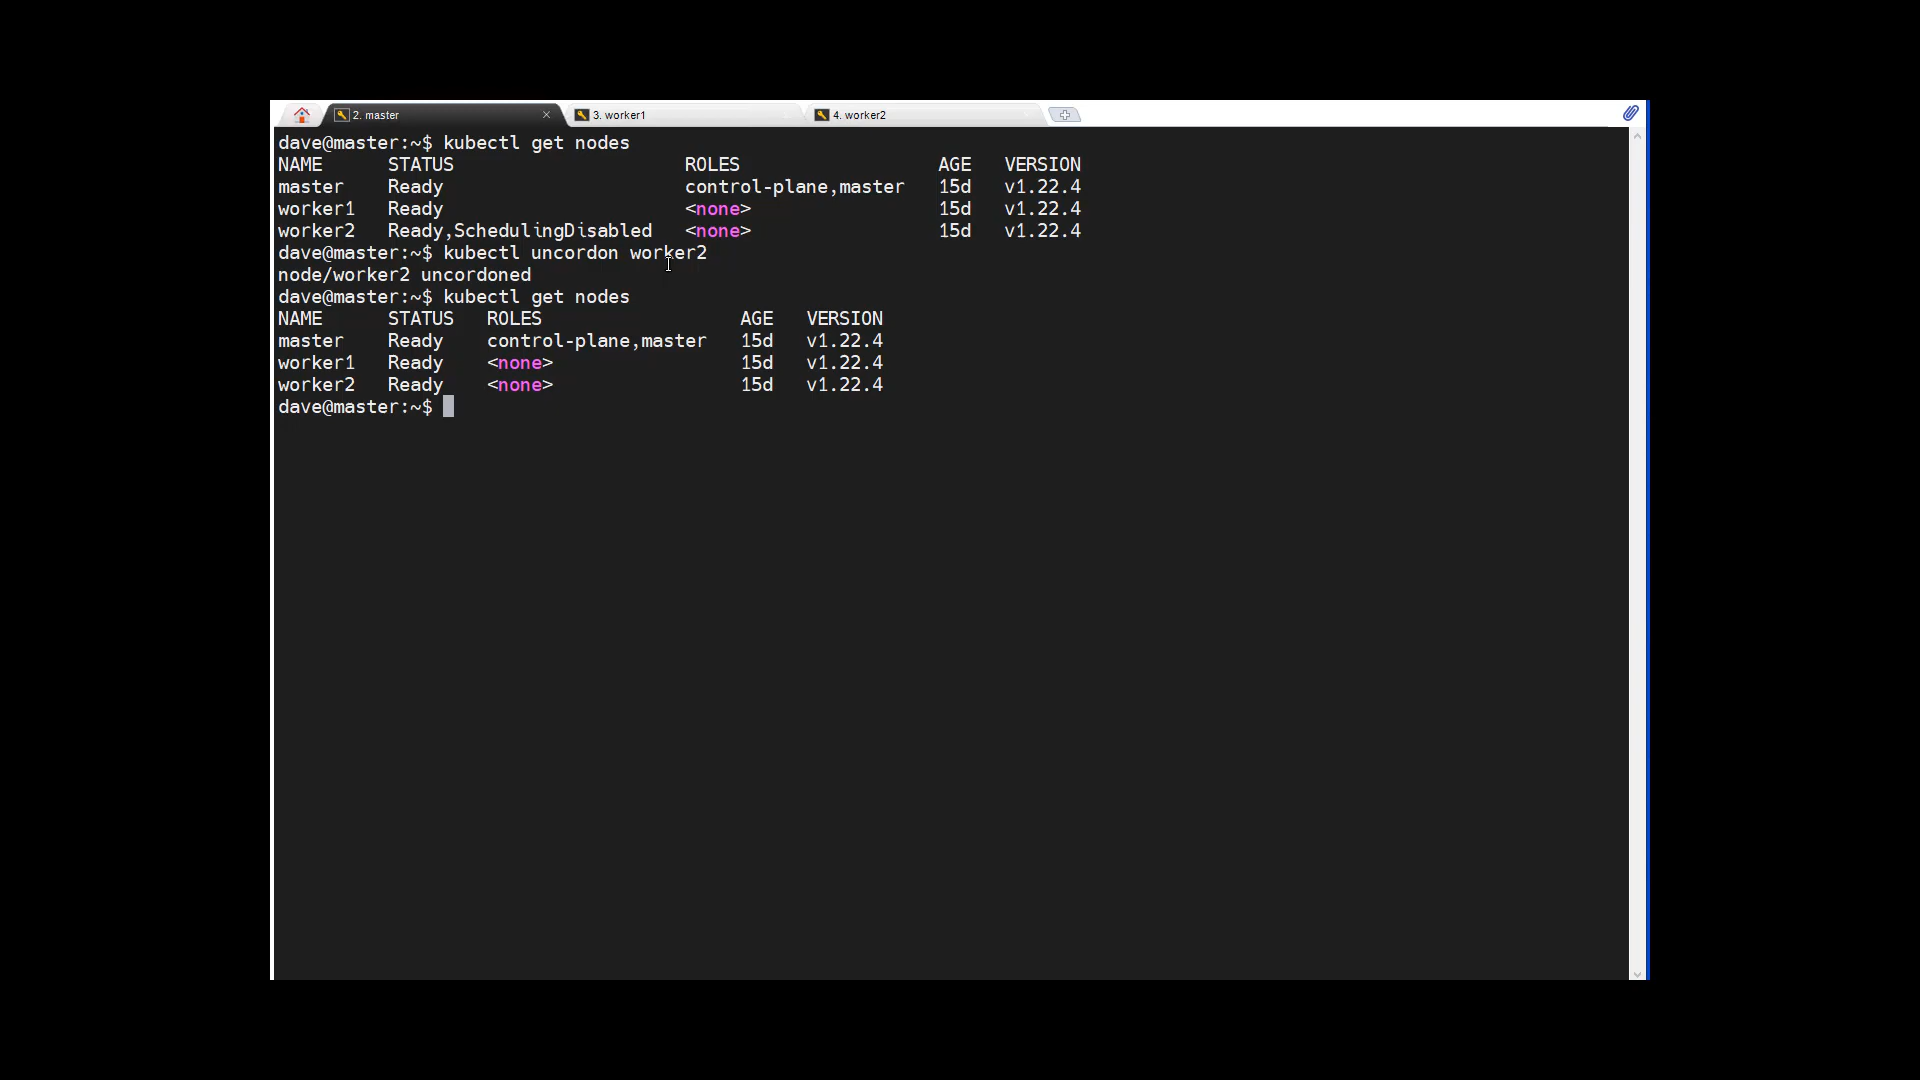 2. master
3. worker1
4. worker2
dave@master:~$ kubectl get nodes
NAME      STATUS                     ROLES                  AGE   VERSION
master    Ready                      control-plane,master   15d   v1.22.4
worker1   Ready                      <none>                 15d   v1.22.4
worker2   Ready,SchedulingDisabled   <none>                 15d   v1.22.4
dave@master:~$ kubectl uncordon worker2
node/worker2 uncordoned
dave@master:~$ kubectl get nodes
NAME      STATUS   ROLES                  AGE   VERSION
master    Ready    control-plane,master   15d   v1.22.4
worker1   Ready    <none>                 15d   v1.22.4
worker2   Ready    <none>                 15d   v1.22.4
dave@master:~$